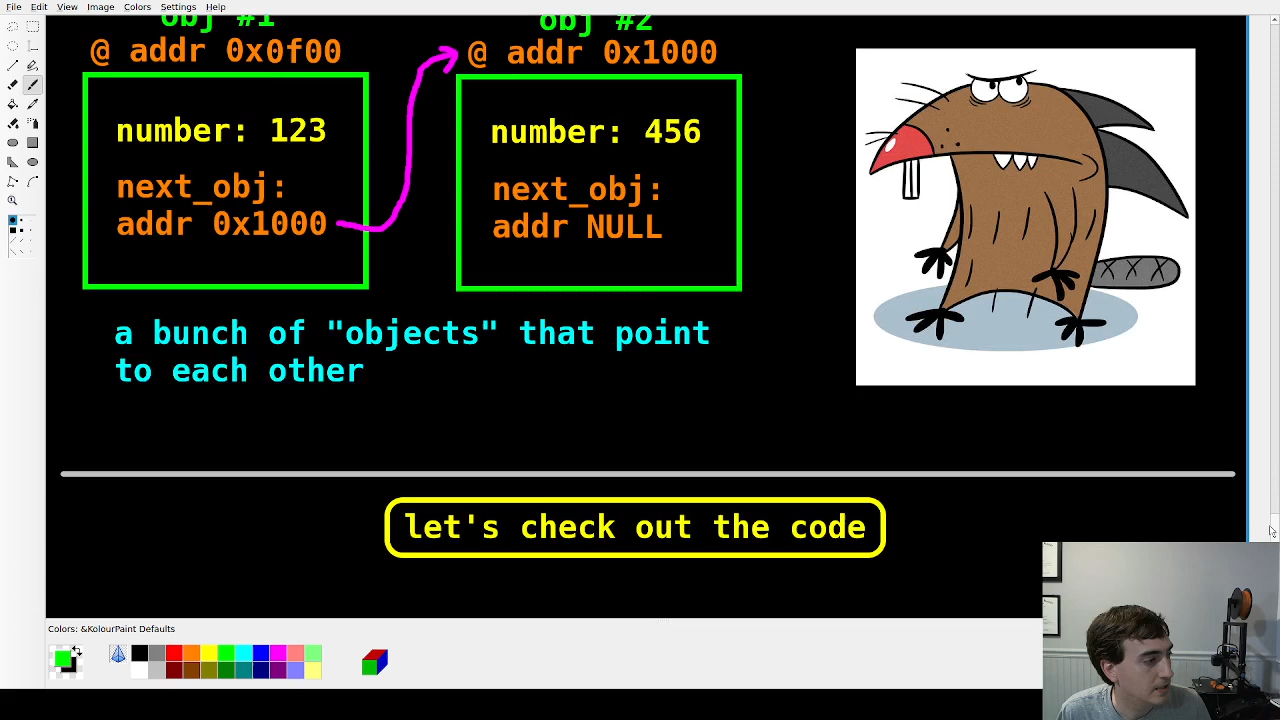 File Edit View Image Colors Settings Help
obj #1
obj #2
@ addr 0x0f00
@ addr 0x1000
number: 123
next_obj:
addr 0x1000
number: 456
next_obj:
addr NULL
a bunch of "objects" that point
to each other
let's check out the code
Colors: &KolourPaint Defaults